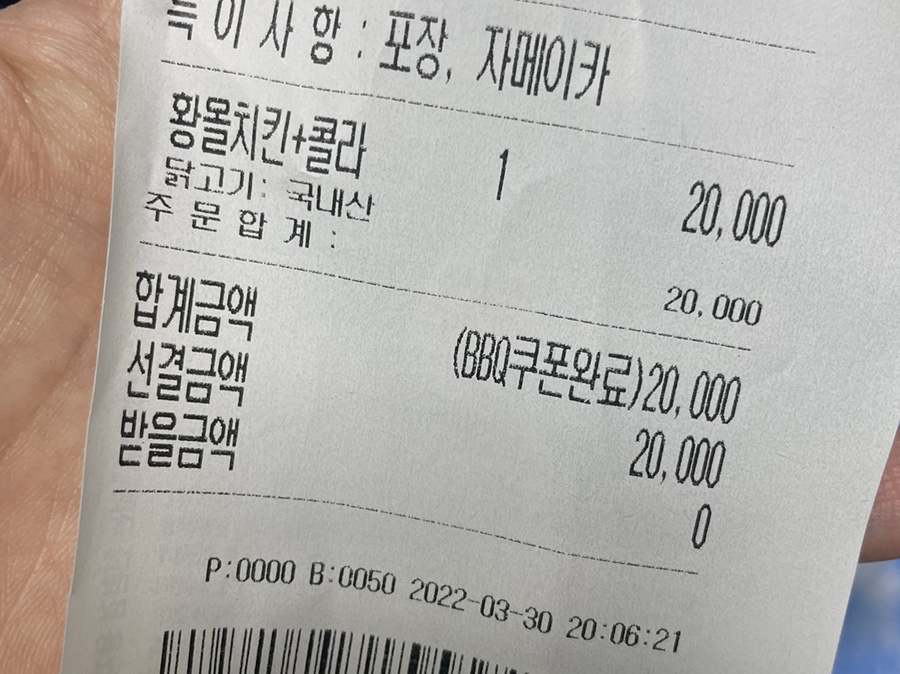 특이사항 : 포장, 자메이카
황올치킨+콜라 1 20,000
닭고기: 국내산
주문합계 : 20,000
합계금액 (BBQ쿠폰완료)20,000
선결금액 20,000
받을금액 0
P:0000 B:0050 2022-03-30 20:06:21